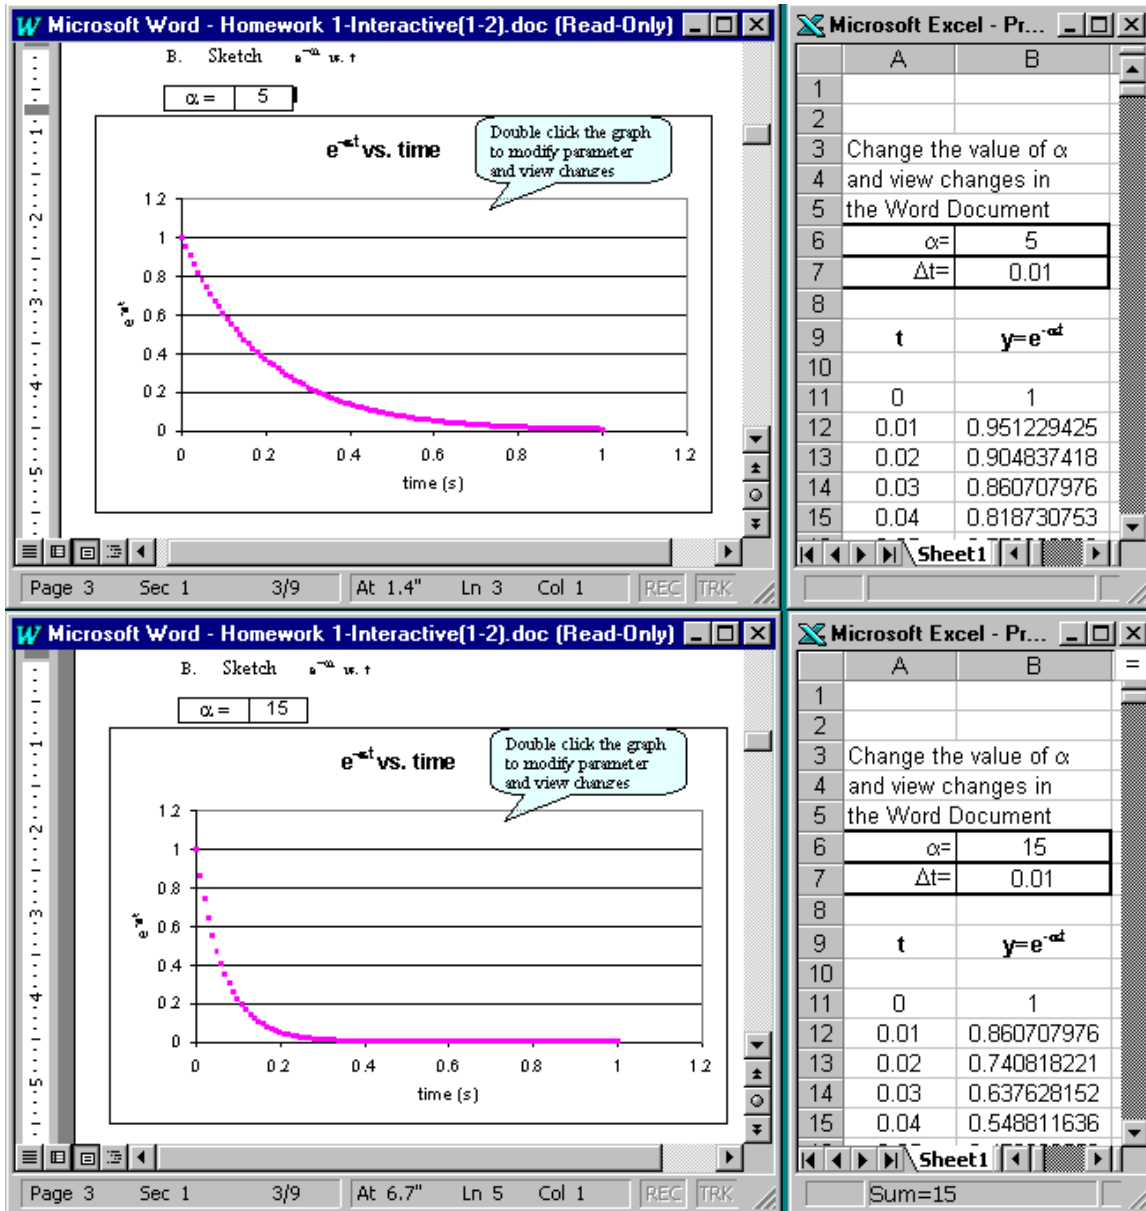 Microsoft Word - Homework 1-Interactive(1-2).doc (Read-Only)
B. Sketch e^-αt vs. t
α = 5
e^-αt vs. time
Double click the graph
to modify parameter
and view changes
1.2
1
0.8
0.6
0.4
0.2
0
e^-αt
0 0.2 0.4 0.6 0.8 1 1.2
time (s)
Page 3 Sec 1 3/9 At 1.4" Ln 3 Col 1 REC TRK
Microsoft Excel - Pr...
A B
1
2
3 Change the value of α
4 and view changes in
5 the Word Document
6 α= 5
7 Δt= 0.01
8
9 t y=e^-αt
10
11 0 1
12 0.01 0.951229425
13 0.02 0.904837418
14 0.03 0.860707976
15 0.04 0.818730753
Sheet1
Microsoft Word - Homework 1-Interactive(1-2).doc (Read-Only)
B. Sketch e^-αt vs. t
α = 15
e^-αt vs. time
Double click the graph
to modify parameter
and view changes
1.2
1
0.8
0.6
0.4
0.2
0
e^-αt
0 0.2 0.4 0.6 0.8 1 1.2
time (s)
Page 3 Sec 1 3/9 At 6.7" Ln 5 Col 1 REC TRK
Microsoft Excel - Pr...
A B =
1
2
3 Change the value of α
4 and view changes in
5 the Word Document
6 α= 15
7 Δt= 0.01
8
9 t y=e^-αt
10
11 0 1
12 0.01 0.860707976
13 0.02 0.740818221
14 0.03 0.637628152
15 0.04 0.548811636
Sheet1
Sum=15